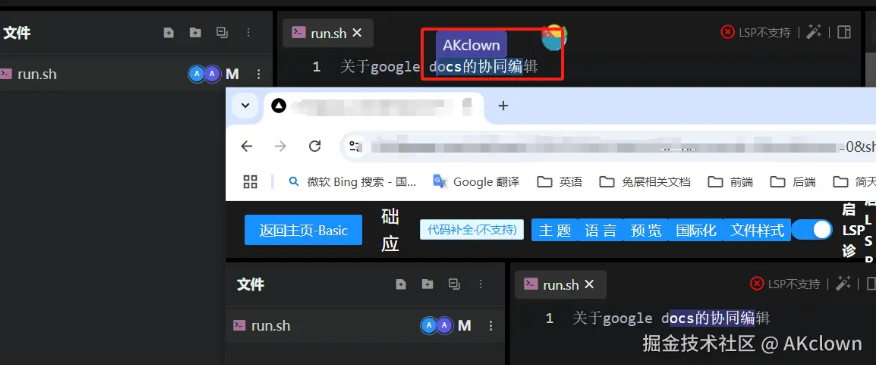 文件
run.sh
LSP不支持
AKclown
run.sh
A A M
1 关于google docs的协同编辑
=0&sh
微软 Bing 搜索 - 国...
Google 翻译
英语
兔展相关文档
前端
后端
简天
返回主页-Basic
础
应
代码补全-(不支持)
主 题
语 言
预 览
国际化
文件样式
启
LSP
诊
L
S
文件
run.sh
LSP不支持
run.sh
A A M
1 关于google docs的协同编辑
掘金技术社区 @ AKclown